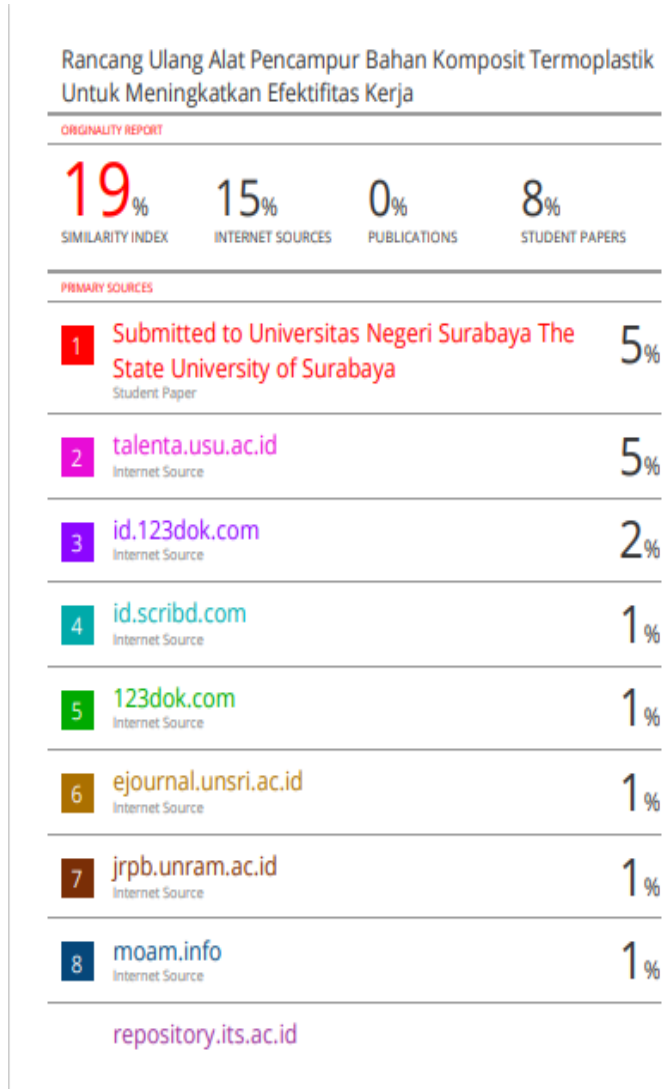 Rancang Ulang Alat Pencampur Bahan Komposit Termoplastik
Untuk Meningkatkan Efektifitas Kerja
ORIGINALITY REPORT
19% 15% 0% 8%
SIMILARITY INDEX INTERNET SOURCES PUBLICATIONS STUDENT PAPERS
PRIMARY SOURCES
1 Submitted to Universitas Negeri Surabaya The 5%
State University of Surabaya
Student Paper
2 talenta.usu.ac.id 5%
Internet Source
3 id.123dok.com 2%
Internet Source
4 id.scribd.com 1%
Internet Source
5 123dok.com 1%
Internet Source
6 ejournal.unsri.ac.id 1%
Internet Source
7 jrpb.unram.ac.id 1%
Internet Source
8 moam.info 1%
Internet Source
repository.its.ac.id